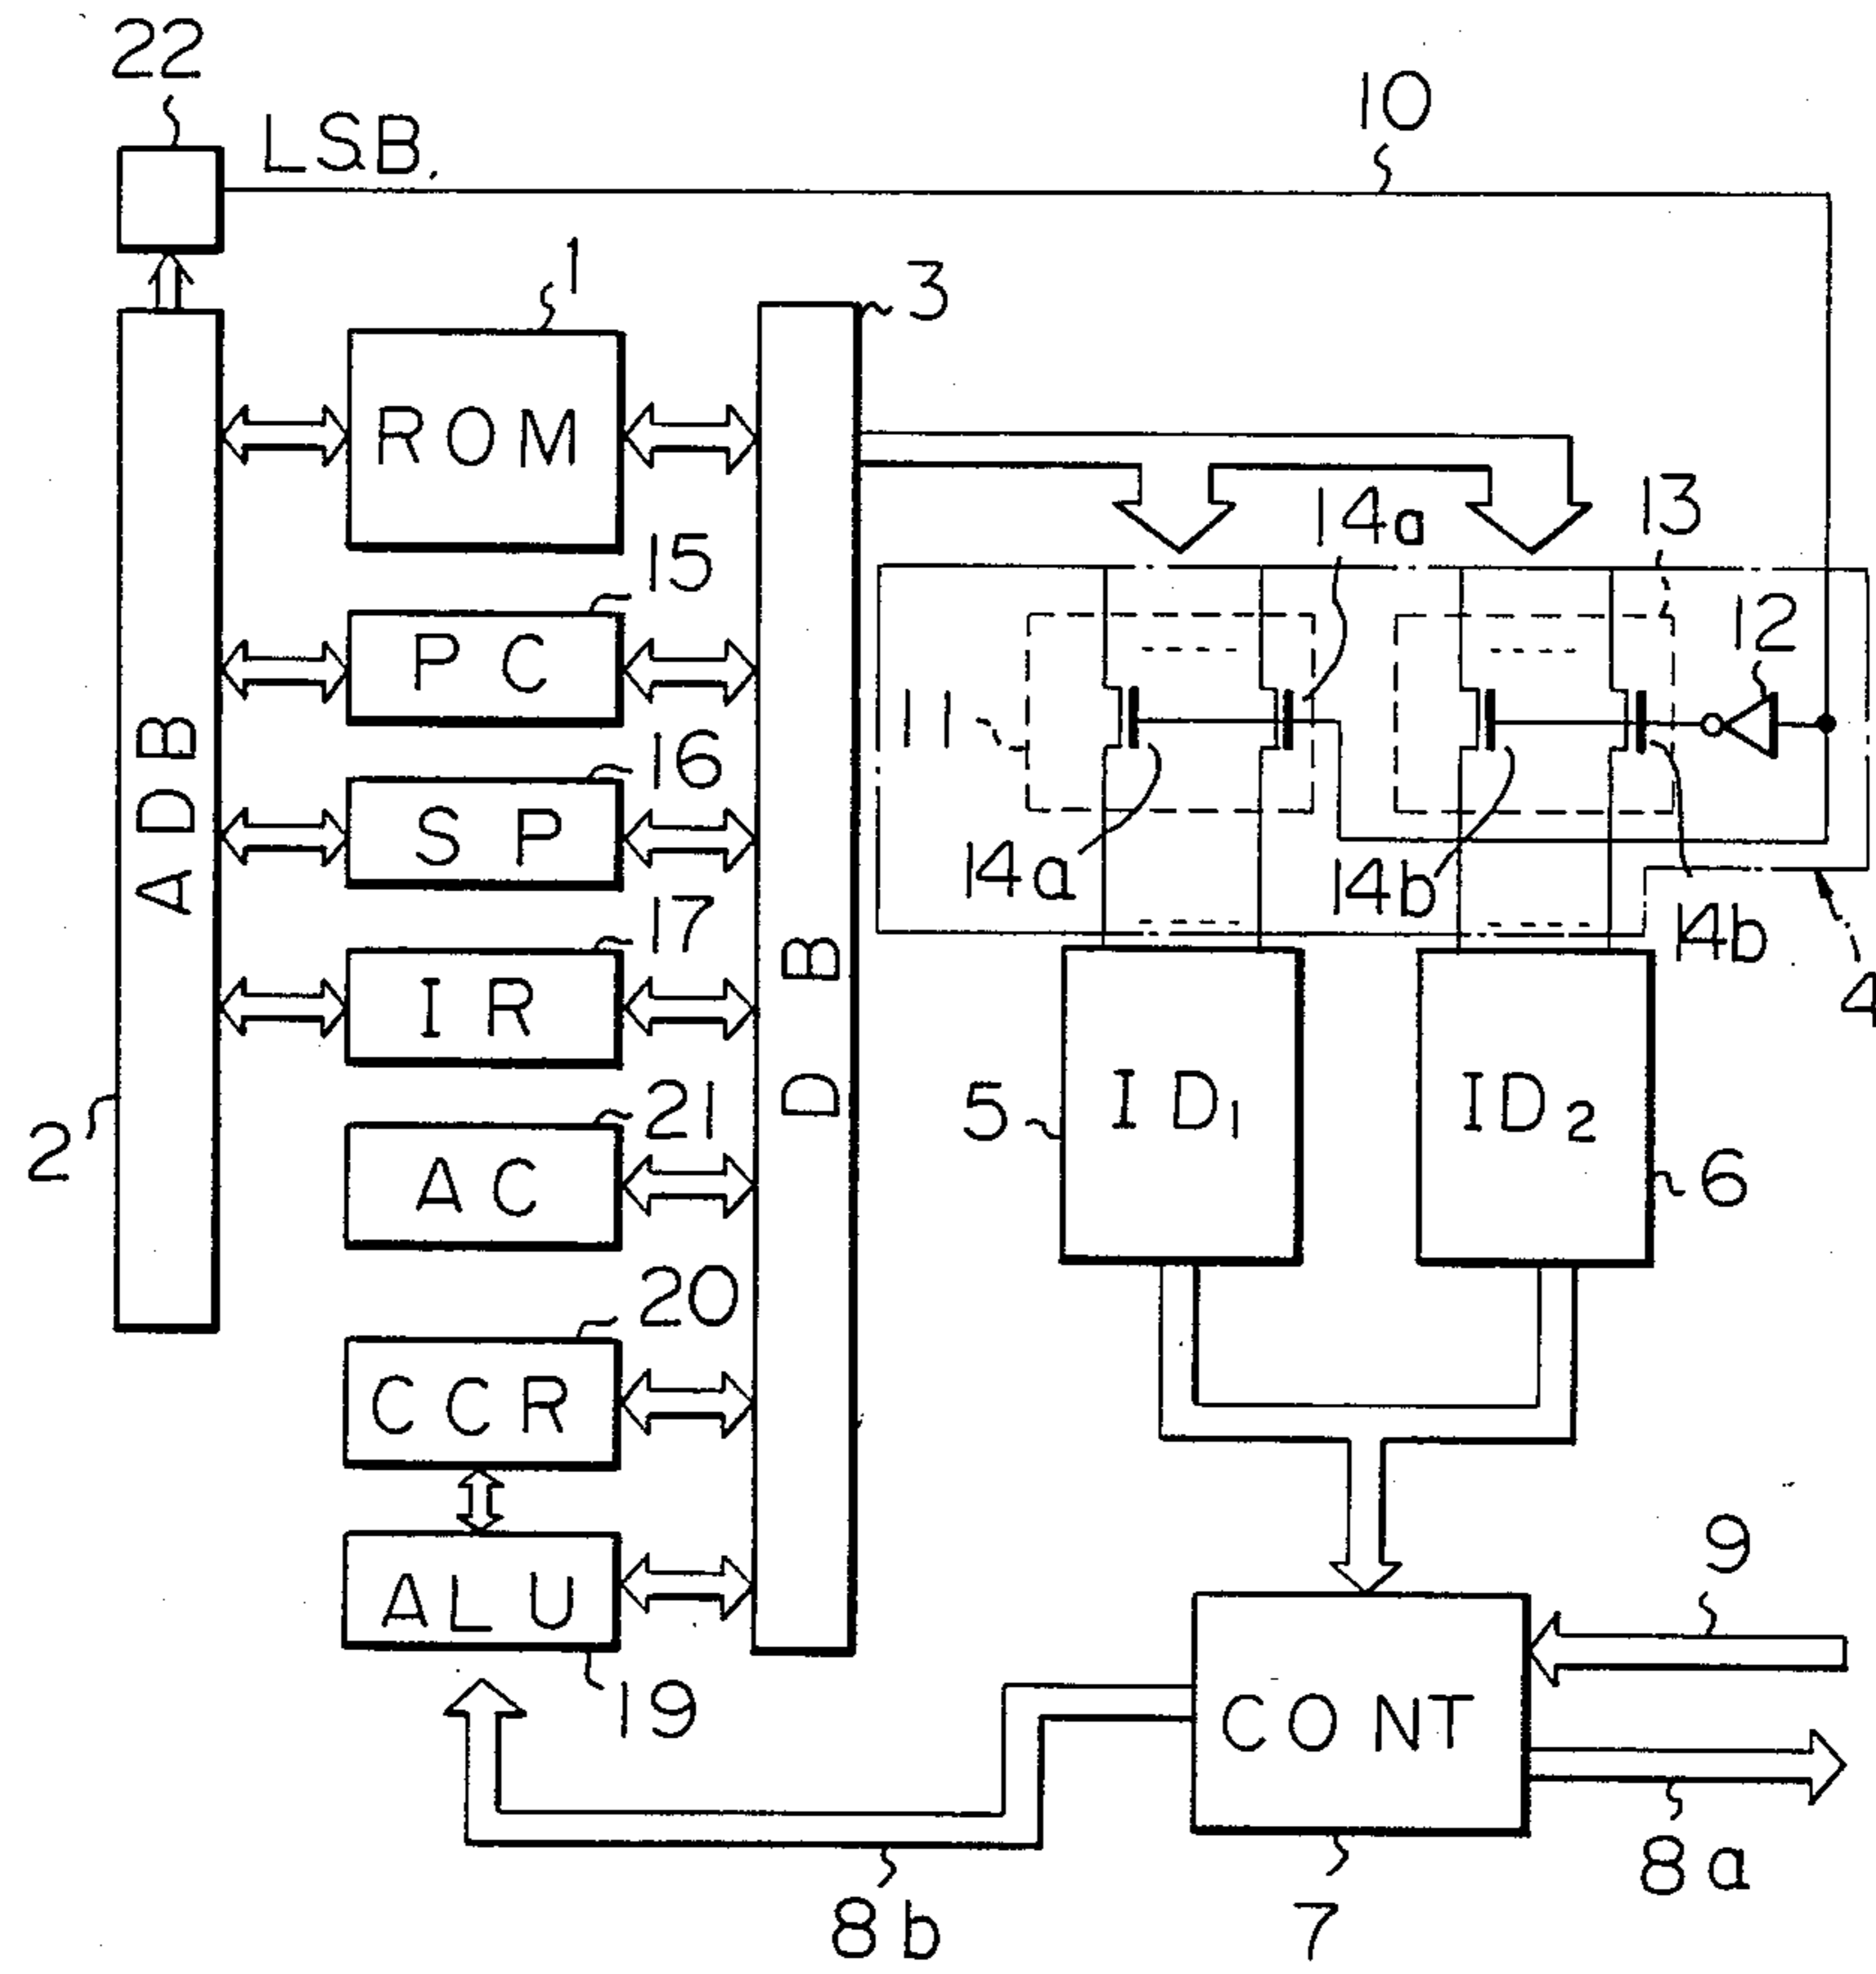 22
LSB.
10
1
3
ROM
14a
13
15
12
PC
11
16
ADB
SP
14a
14b
14b
17
4
IR
DB
21
5
ID1
ID2
2
6
AC
20
CCR
9
ALU
19
CONT
8a
8b
7